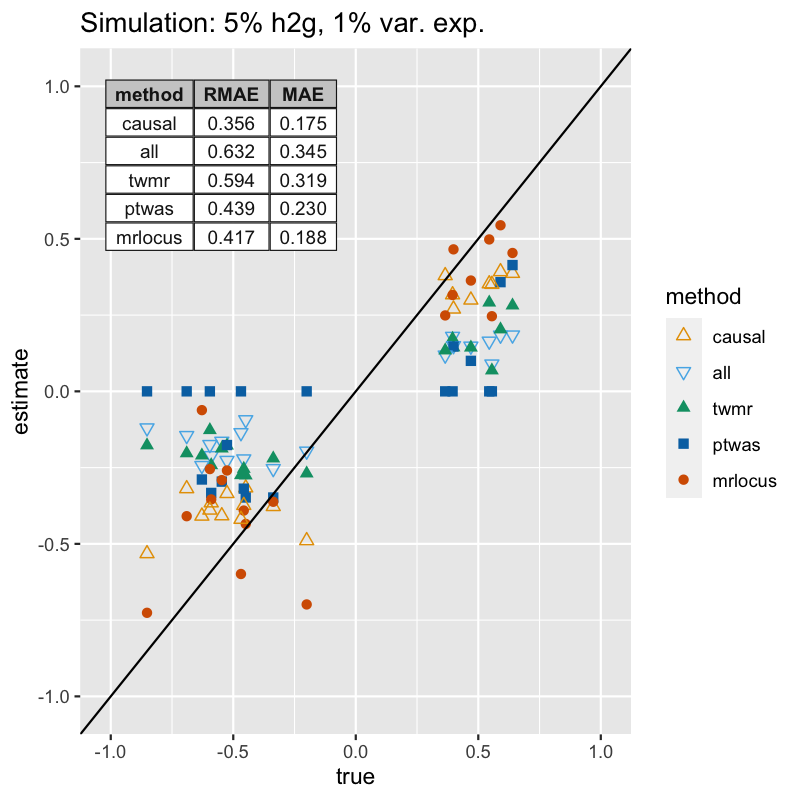 Simulation: 5% h2g, 1% var. exp.
method RMAE MAE
causal 0.356 0.175
all 0.632 0.345
twmr 0.594 0.319
ptwas 0.439 0.230
mrlocus 0.417 0.188
1.0
0.5
0.0
-0.5
-1.0
estimate
-1.0 -0.5 0.0 0.5 1.0
true
method
causal
all
twmr
ptwas
mrlocus